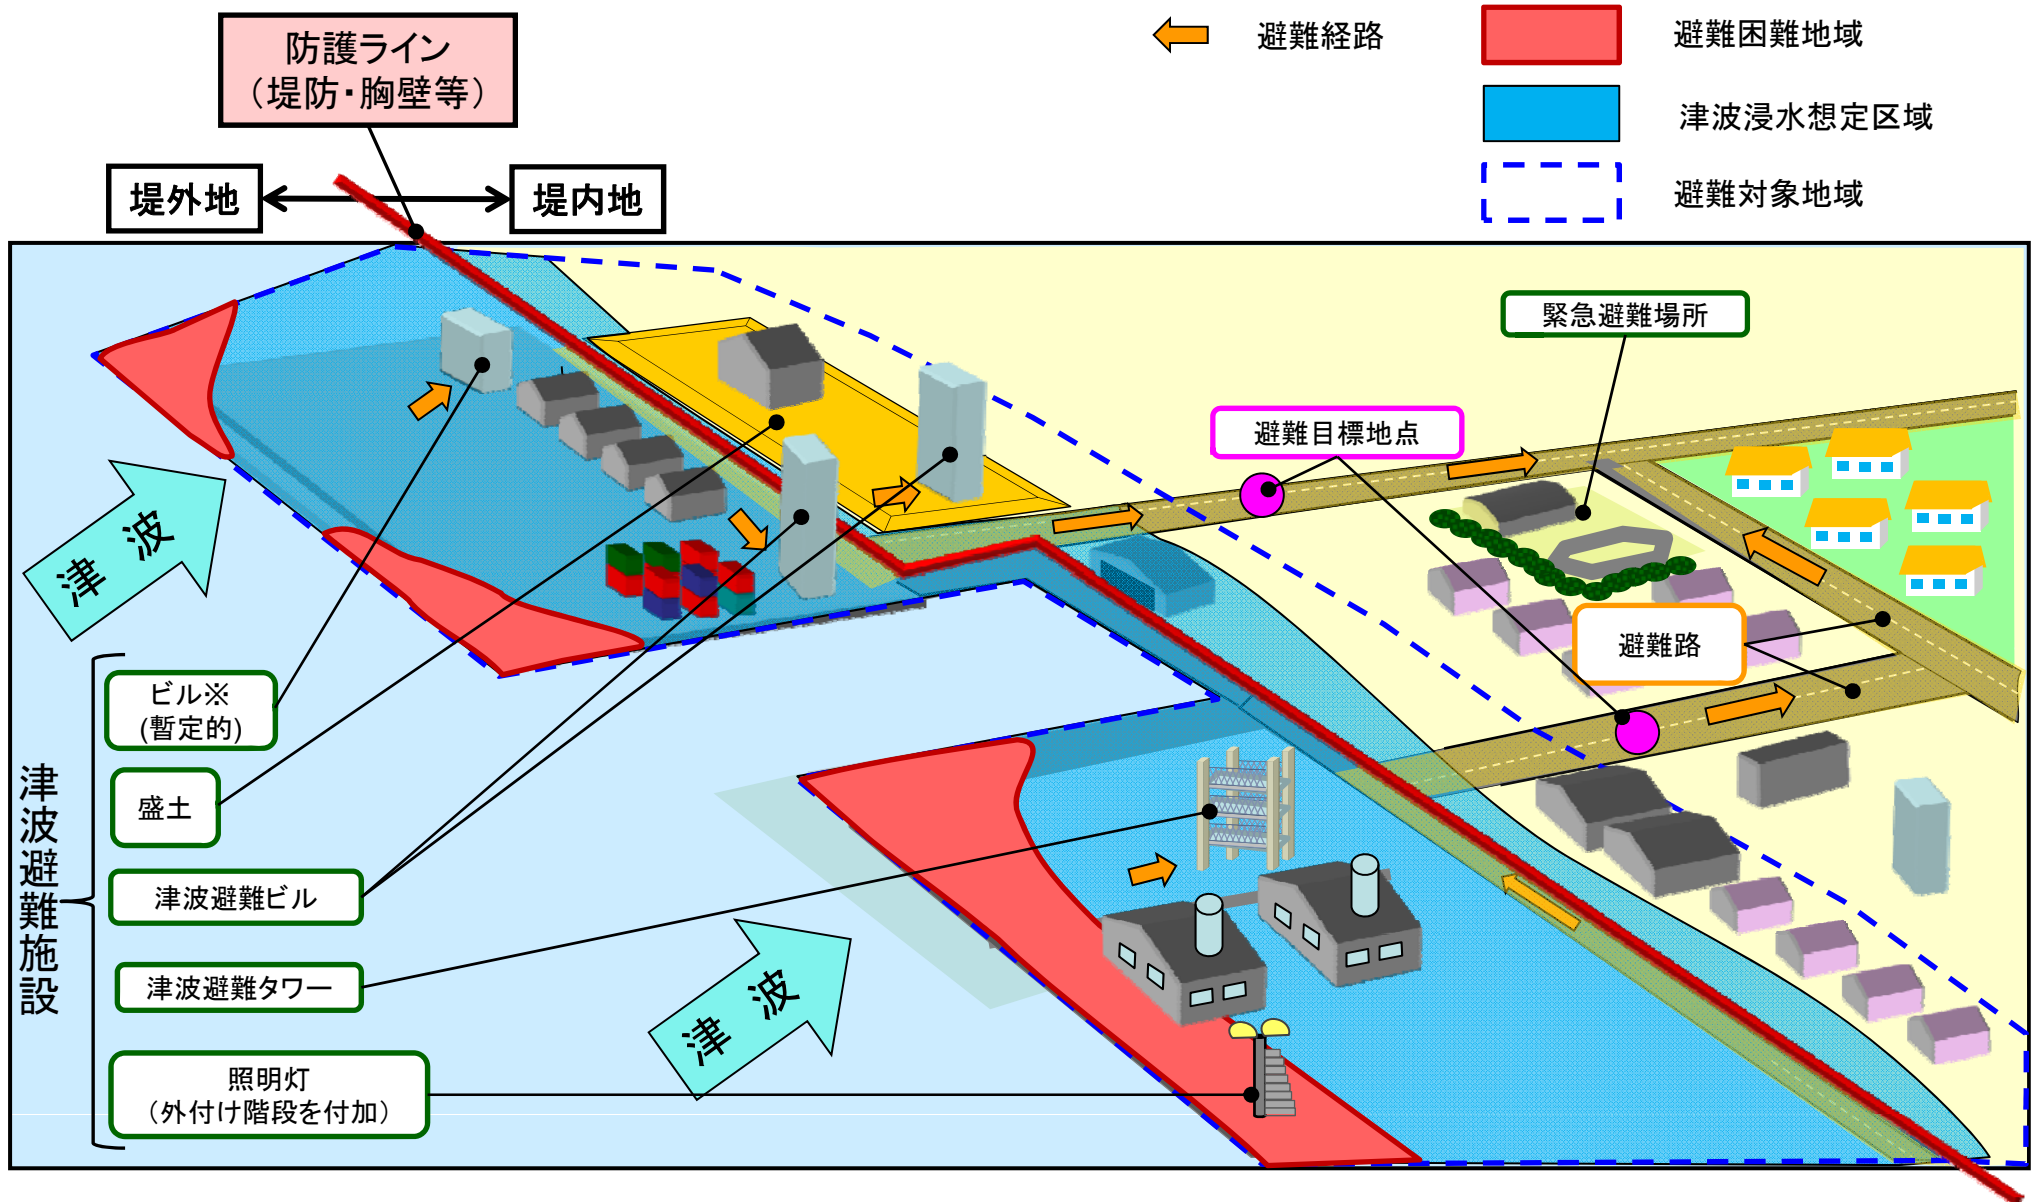 防護ライン
（堤防・胸壁等）
堤外地
堤内地
避難経路
避難困難地域
津波浸水想定区域
避難対象地域
緊急避難場所
避難目標地点
避難路
津波
津波
津波避難施設
ビル※
(暫定的)
盛土
津波避難ビル
津波避難タワー
照明灯
（外付け階段を付加）